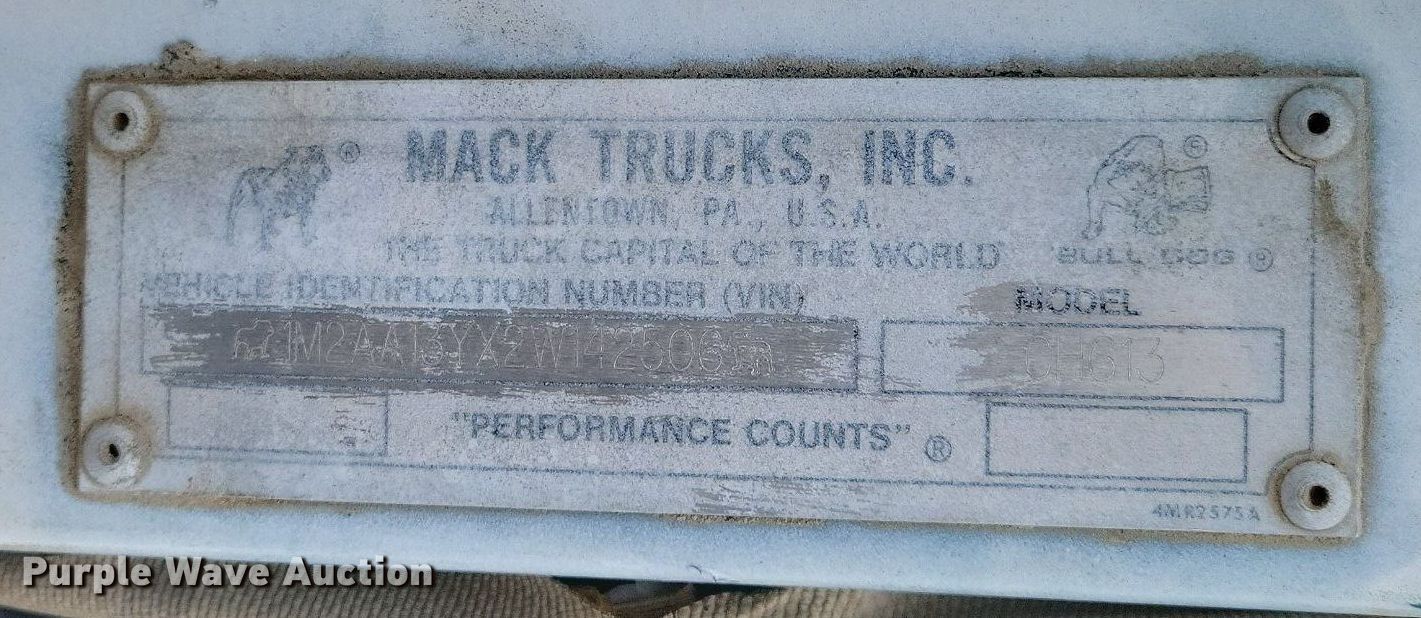 MACK TRUCKS, INC.
ALLENTOWN, PA., U.S.A.
THE TRUCK CAPITAL OF THE WORLD
BULL DOG ®
VEHICLE IDENTIFICATION NUMBER (VIN)
MODEL
1M2AA13YX2W142506
CH613
"PERFORMANCE COUNTS" ®
4MR2575A
Purple Wave Auction